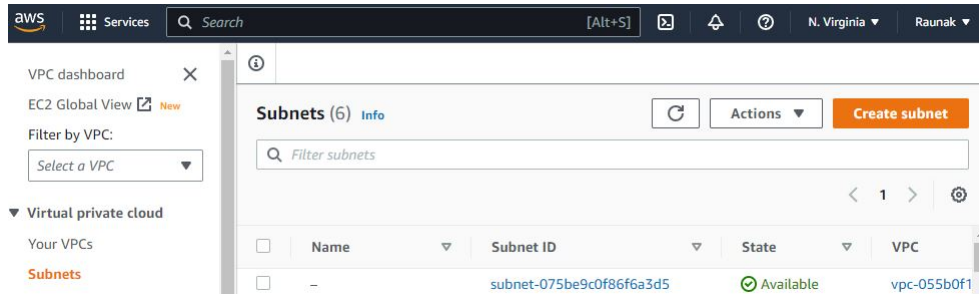 aws Services Search [Alt+S] N. Virginia Raunak
VPC dashboard
EC2 Global View New
Filter by VPC:
Select a VPC
Virtual private cloud
Your VPCs
Subnets
Subnets (6) Info Actions Create subnet
Filter subnets
1
Name Subnet ID State VPC
– subnet-075be9c0f86f6a3d5 Available vpc-055b0f1